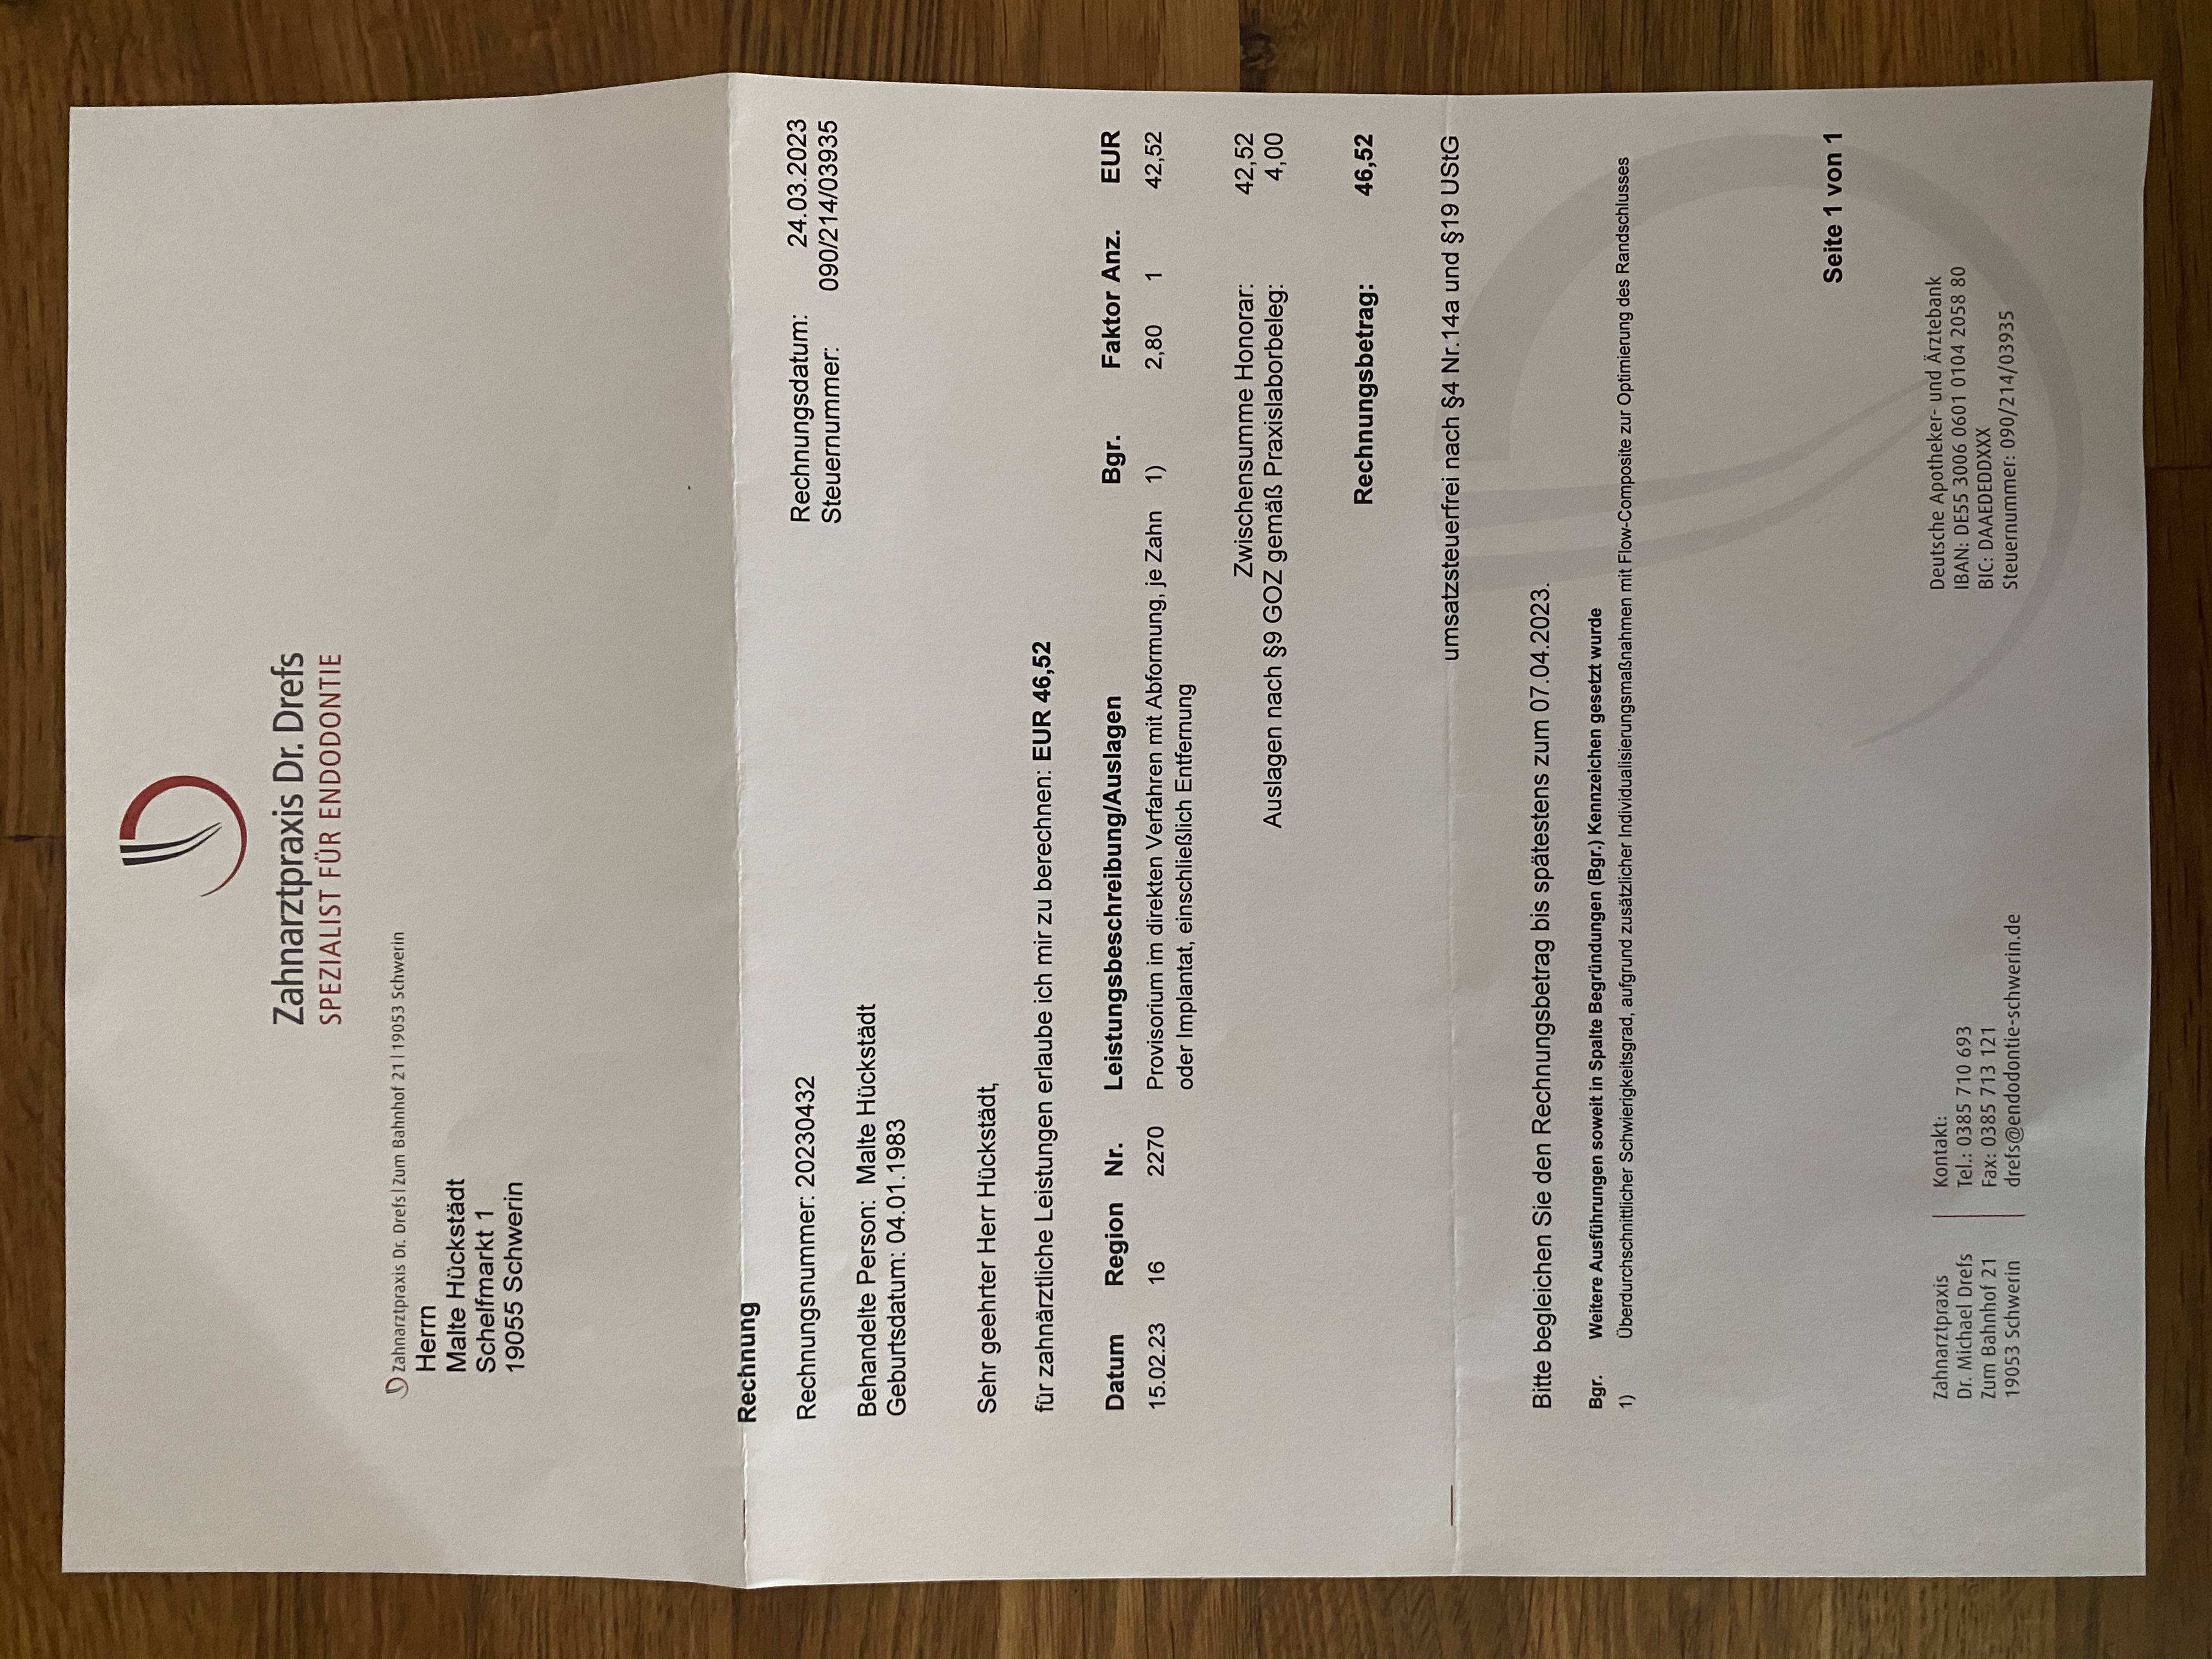 Zahnarztpraxis Dr. Drefs
SPEZIALIST FÜR ENDODONTIE
Zahnarztpraxis Dr. Drefs | Zum Bahnhof 21 | 19053 Schwerin
Herrn
Malte Hückstädt
Schelfmarkt 1
19055 Schwerin
Rechnung
Rechnungsnummer: 20230432
Rechnungsdatum: 24.03.2023
Steuernummer: 090/214/03935
Behandelte Person: Malte Hückstädt
Geburtsdatum: 04.01.1983
Sehr geehrter Herr Hückstädt,
für zahnärztliche Leistungen erlaube ich mir zu berechnen: EUR 46,52
Datum Region Nr. Leistungsbeschreibung/Auslagen Bgr. Faktor Anz. EUR
15.02.23 16 2270 Provisorium im direkten Verfahren mit Abformung, je Zahn 1) 2,80 1 42,52
oder Implantat, einschließlich Entfernung
Zwischensumme Honorar: 42,52
Auslagen nach §9 GOZ gemäß Praxislaborbeleg: 4,00
Rechnungsbetrag: 46,52
umsatzsteuerfrei nach §4 Nr.14a und §19 UStG
Bitte begleichen Sie den Rechnungsbetrag bis spätestens zum 07.04.2023.
Bgr. Weitere Ausführungen soweit in Spalte Begründungen (Bgr.) Kennzeichen gesetzt wurde
1) Überdurchschnittlicher Schwierigkeitsgrad, aufgrund zusätzlicher Individualisierungsmaßnahmen mit Flow-Composite zur Optimierung des Randschlusses
Seite 1 von 1
Zahnarztpraxis
Dr. Michael Drefs
Zum Bahnhof 21
19053 Schwerin
Kontakt:
Tel.: 0385 710 693
Fax: 0385 713 121
drefs@endodontie-schwerin.de
Deutsche Apotheker- und Ärztebank
IBAN: DE55 3006 0601 0104 2058 80
BIC: DAAEDEDDXXX
Steuernummer: 090/214/03935